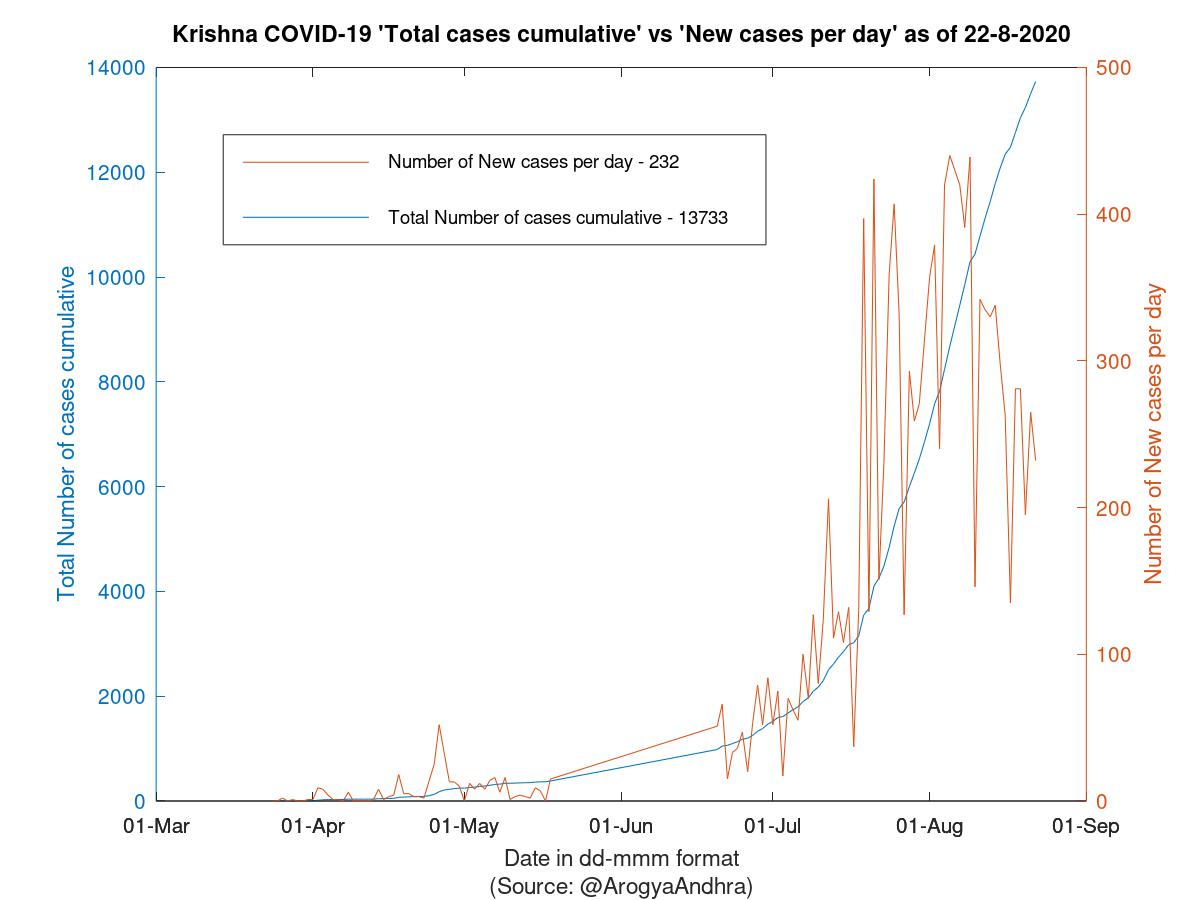 Krishna COVID-19 'Total cases cumulative' vs 'New cases per day' as of 22-8-2020
14000
12000
10000
8000
6000
4000
2000
0
Total Number of cases cumulative
Number of New cases per day - 232
Total Number of cases cumulative - 13733
500
400
300
200
100
0
Number of New cases per day
01-Mar
01-Apr
01-May
01-Jun
01-Jul
01-Aug
01-Sep
Date in dd-mmm format
(Source: @ArogyaAndhra)